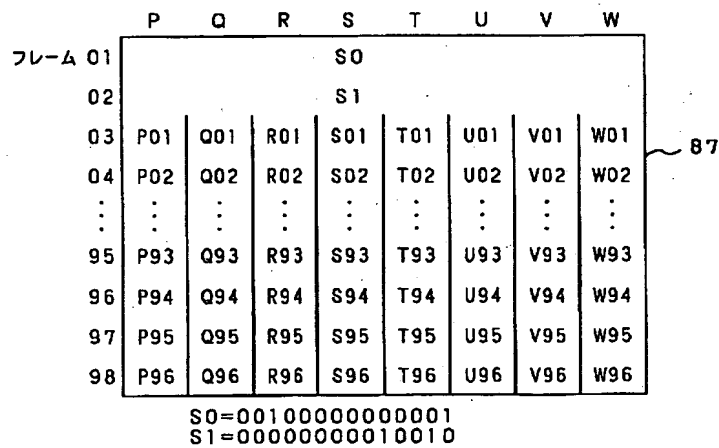 P Q R S T U V W
フレーム 01 S0
02 S1
03 P01 Q01 R01 S01 T01 U01 V01 W01
87
04 P02 Q02 R02 S02 T02 U02 V02 W02
95 P93 Q93 R93 S93 T93 U93 V93 W93
96 P94 Q94 R94 S94 T94 U94 V94 W94
97 P95 Q95 R95 S95 T95 U95 V95 W95
98 P96 Q96 R96 S96 T96 U96 V96 W96
S0=00100000000001
S1=00000000010010